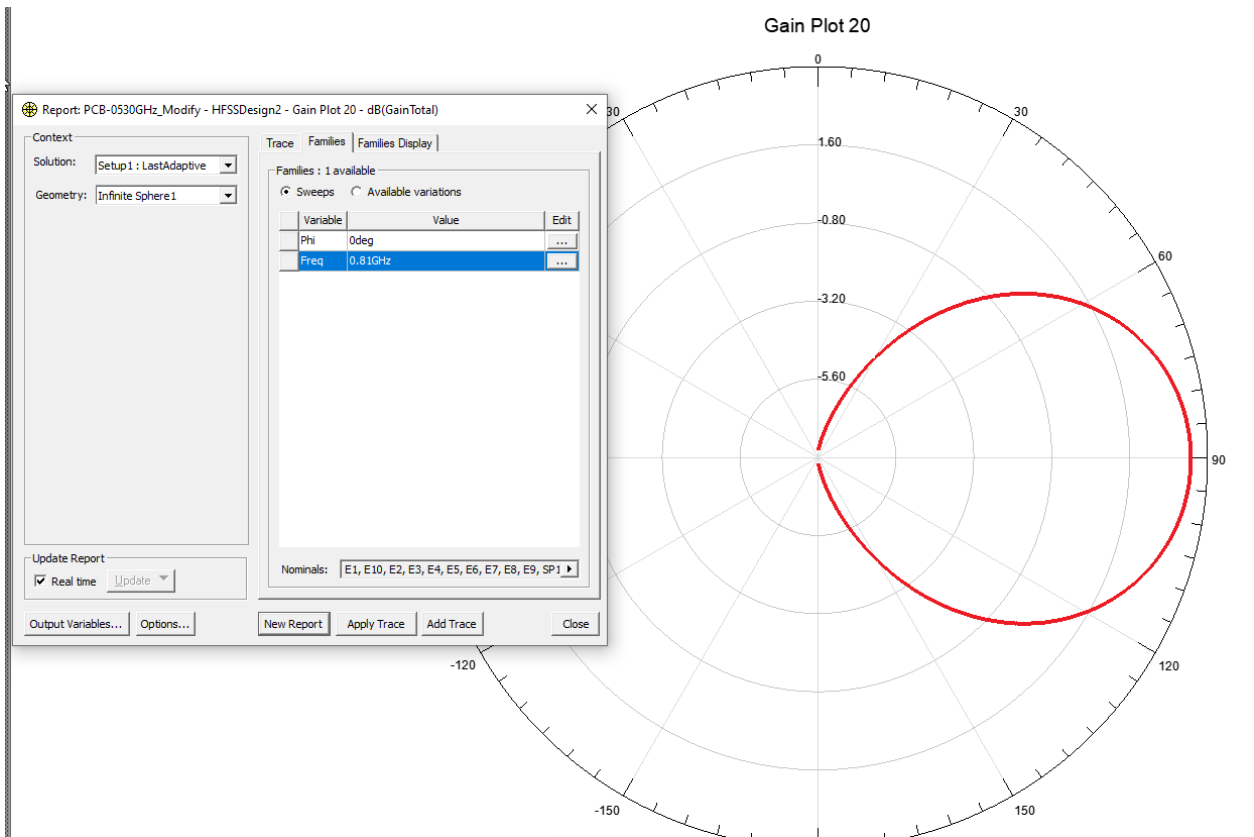 Gain Plot 20
Report: PCB-0530GHz_Modify - HFSSDesign2 - Gain Plot 20 - dB(GainTotal)
Context
Solution: Setup1 : LastAdaptive
Geometry: Infinite Sphere1
Update Report
Real time Update
Output Variables... Options...
Trace Families Families Display
Families : 1 available
Sweeps Available variations
Variable Value Edit
Phi 0deg ...
Freq 0.81GHz ...
Nominals: E1, E10, E2, E3, E4, E5, E6, E7, E8, E9, SP1
New Report Apply Trace Add Trace Close
0
30
30
1.60
-0.80
60
-3.20
-5.60
90
-120
120
-150
150